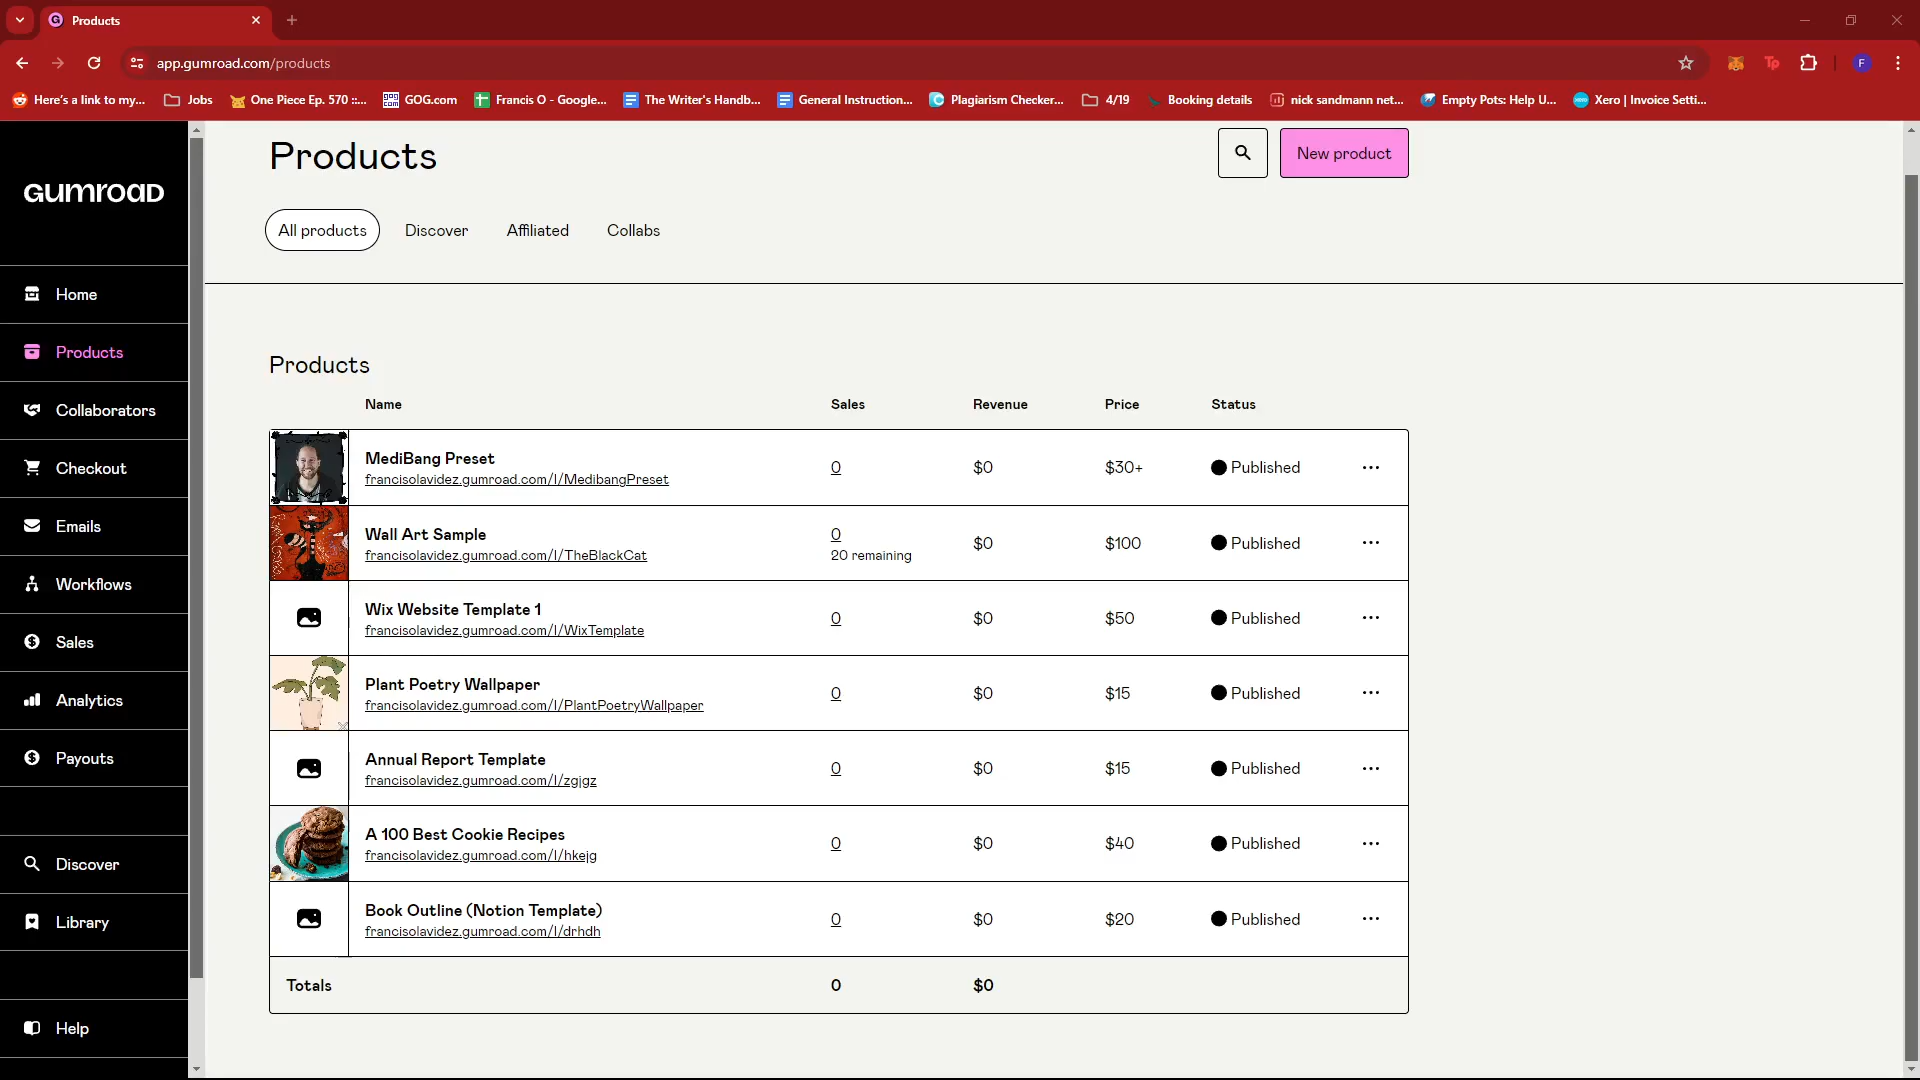 Products
app.gumroad.com/products
F
Here's a link to my...
Jobs
One Piece Ep. 570 ::...
GOG.com
Francis O - Google...
The Writer's Handb...
General Instruction...
Plagiarism Checker...
4/19
Booking details
nick sandmann net...
Empty Pots: Help U...
Xero | Invoice Setti...
GUMROAD
Home
Products
Collaborators
Checkout
Emails
Workflows
Sales
Analytics
Payouts
Discover
Library
Help
Products
New product
All products
Discover
Affiliated
Collabs
Products
Name Sales Revenue Price Status
MediBang Preset
francisolavidez.gumroad.com/l/MedibangPreset
0 $0 $30+ Published
Wall Art Sample
francisolavidez.gumroad.com/l/TheBlackCat
0
20 remaining
$0 $100 Published
Wix Website Template 1
francisolavidez.gumroad.com/l/WixTemplate
0 $0 $50 Published
Plant Poetry Wallpaper
francisolavidez.gumroad.com/l/PlantPoetryWallpaper
0 $0 $15 Published
Annual Report Template
francisolavidez.gumroad.com/l/zgjgz
0 $0 $15 Published
A 100 Best Cookie Recipes
francisolavidez.gumroad.com/l/hkejg
0 $0 $40 Published
Book Outline (Notion Template)
francisolavidez.gumroad.com/l/drhdh
0 $0 $20 Published
Totals 0 $0